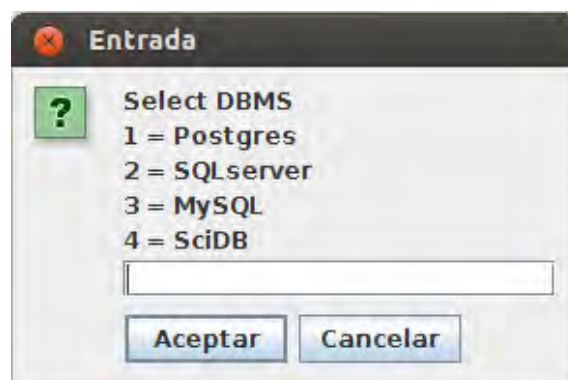 Entrada
?
Select DBMS
1 = Postgres
2 = SQLserver
3 = MySQL
4 = SciDB
Aceptar Cancelar